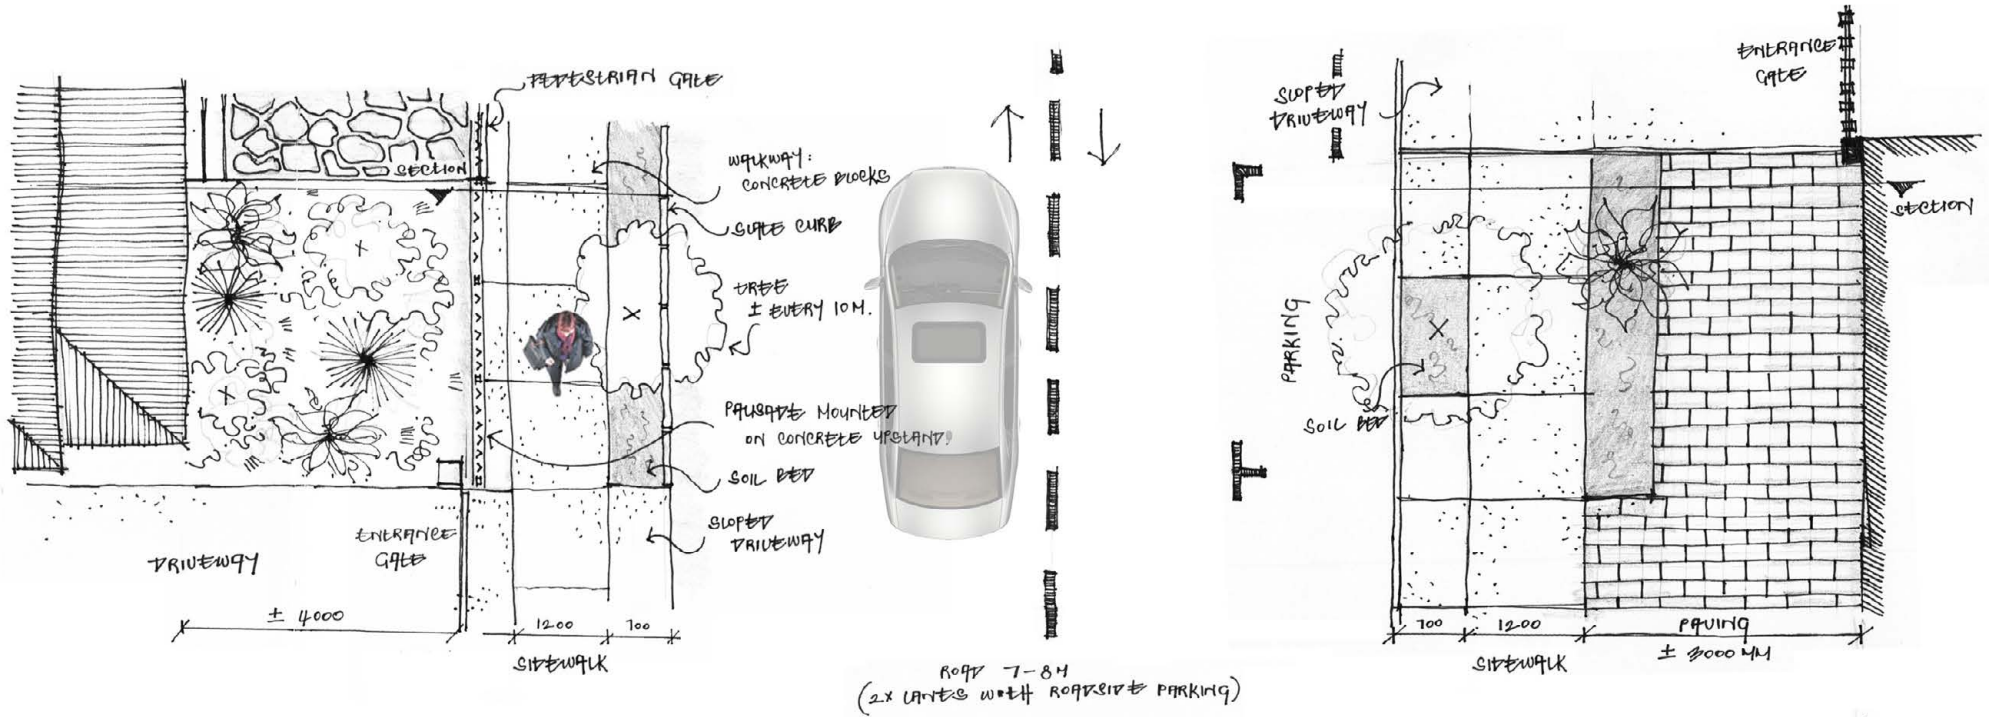 PEDESTRIAN GATE
SECTION
WALKWAY:
CONCRETE BLOCKS
SLATE CURB
TREE
± EVERY 10M.
PALISADE MOUNTED
ON CONCRETE UPSTAND!
SOIL BED
SLOPED
DRIVEWAY
ENTRANCE
GATE
DRIVEWAY
± 4000
1200
700
SIDEWALK
ROAD 7-8M
(2x LANES WITH ROADSIDE PARKING)
ENTRANCE
GATE
SLOPED
DRIVEWAY
SECTION
PARKING
SOIL BED
700
1200
PAVING
SIDEWALK
± 3000 MM